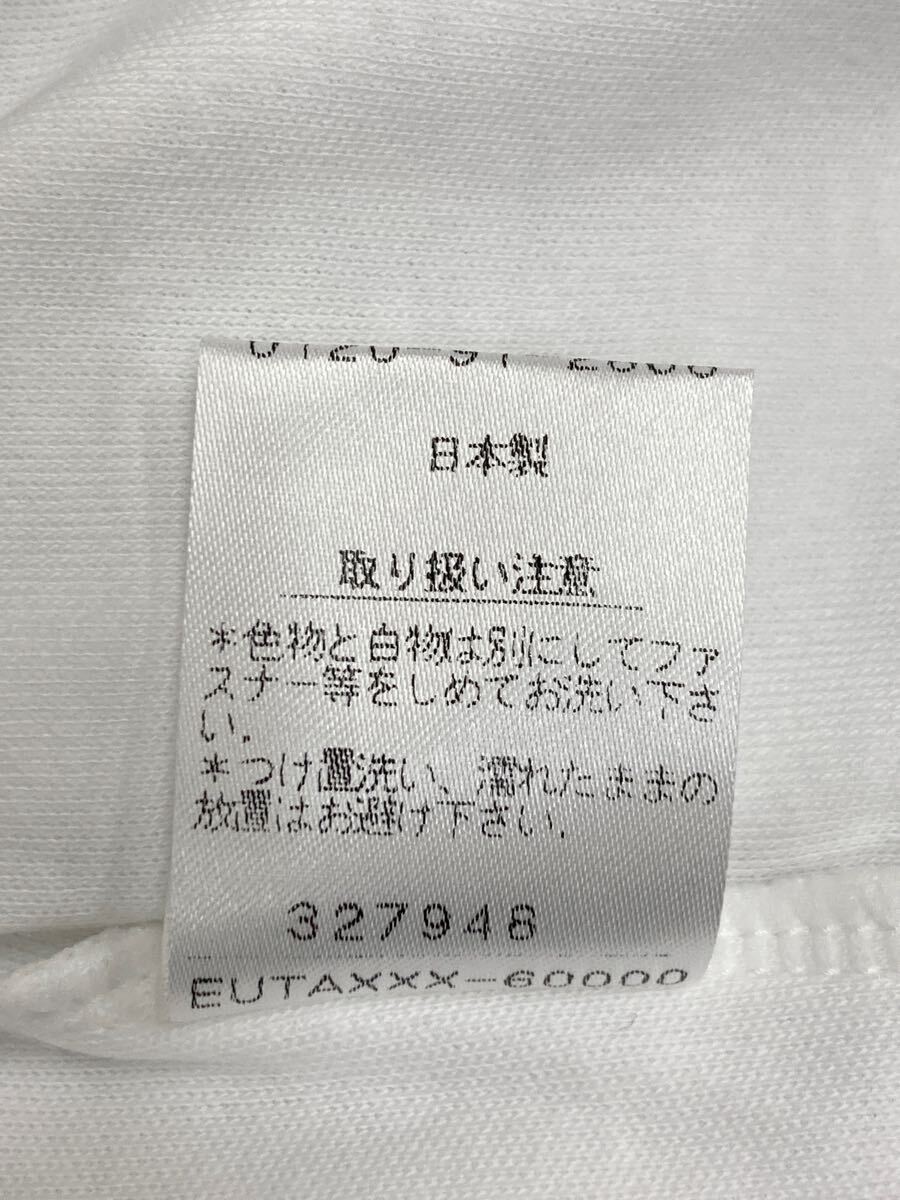 日本製
取り扱い注意
*色物と白物は別にしてファ
スナー等をしめてお洗い下さ
い.
*つけ置洗い、濡れたままの
放置はお避け下さい.
327948
EUTAXXX-60000